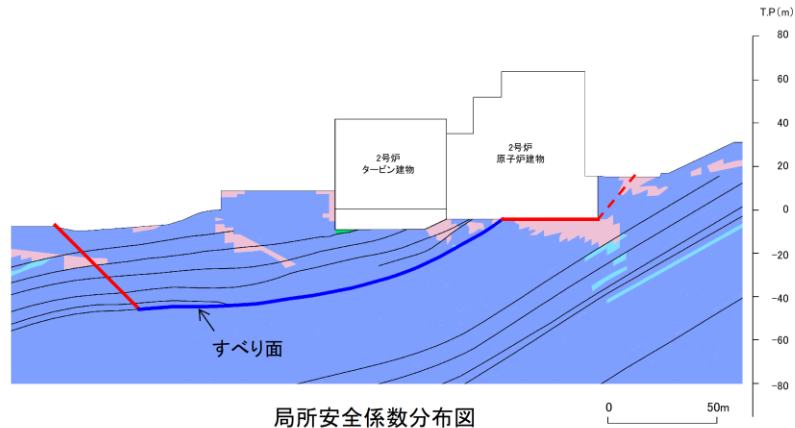 T.P(m)
80
60
40
20
0
-20
-40
-60
-80
2号炉
タービン建物
2号炉
原子炉建物
すべり面
局所安全係数分布図
0
50m